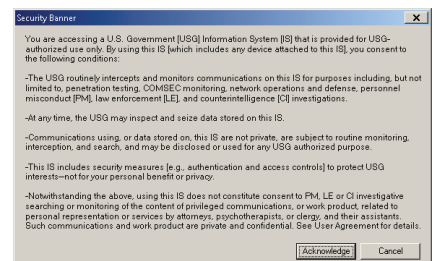 Security Banner
You are accessing a U.S. Government [USG] Information System [IS] that is provided for USG-
authorized use only. By using this IS [which includes any device attached to this IS], you consent to
the following conditions:
-The USG routinely intercepts and monitors communications on this IS for purposes including, but not
limited to, penetration testing, COMSEC monitoring, network operations and defense, personnel
misconduct [PM], law enforcement [LE], and counterintelligence [CI] investigations.
-At any time, the USG may inspect and seize data stored on this IS.
-Communications using, or data stored on, this IS are not private, are subject to routine monitoring,
interception, and search, and may be disclosed or used for any USG authorized purpose.
-This IS includes security measures [e.g., authentication and access controls] to protect USG
interests--not for your personal benefit or privacy.
-Notwithstanding the above, using this IS does not constitute consent to PM, LE or CI investigative
searching or monitoring of the content of privileged communications, or work product, related to
personal representation or services by attorneys, psychotherapists, or clergy, and their assistants.
Such communications and work product are private and confidential. See User Agreement for details.
Acknowledge Cancel